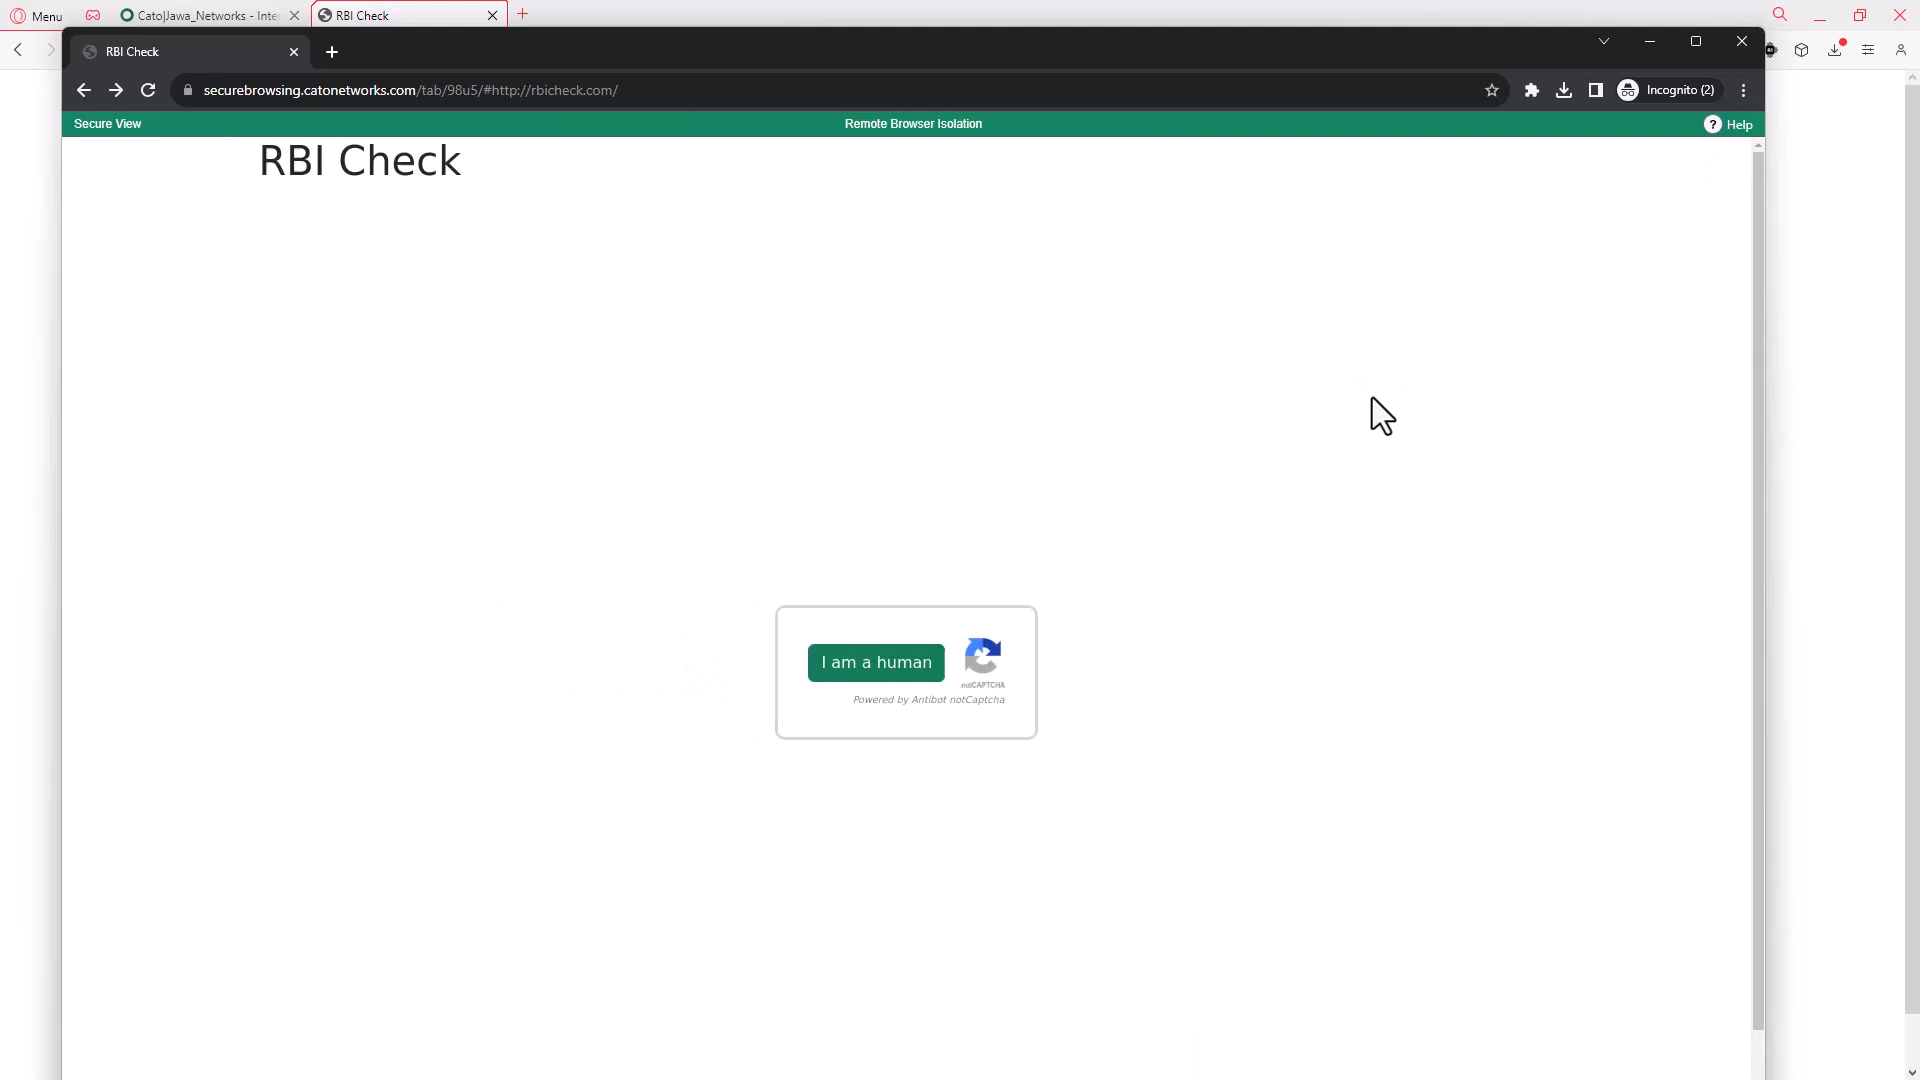 Menu
Cato|Jawa_Networks - Inte
RBI Check
RBI Check
securebrowsing.catonetworks.com/tab/98u5/#http://rbicheck.com/
Incognito (2)
Secure View
Remote Browser Isolation
? Help
RBI Check
I am a human
notCAPTCHA
Powered by Antibot notCaptcha